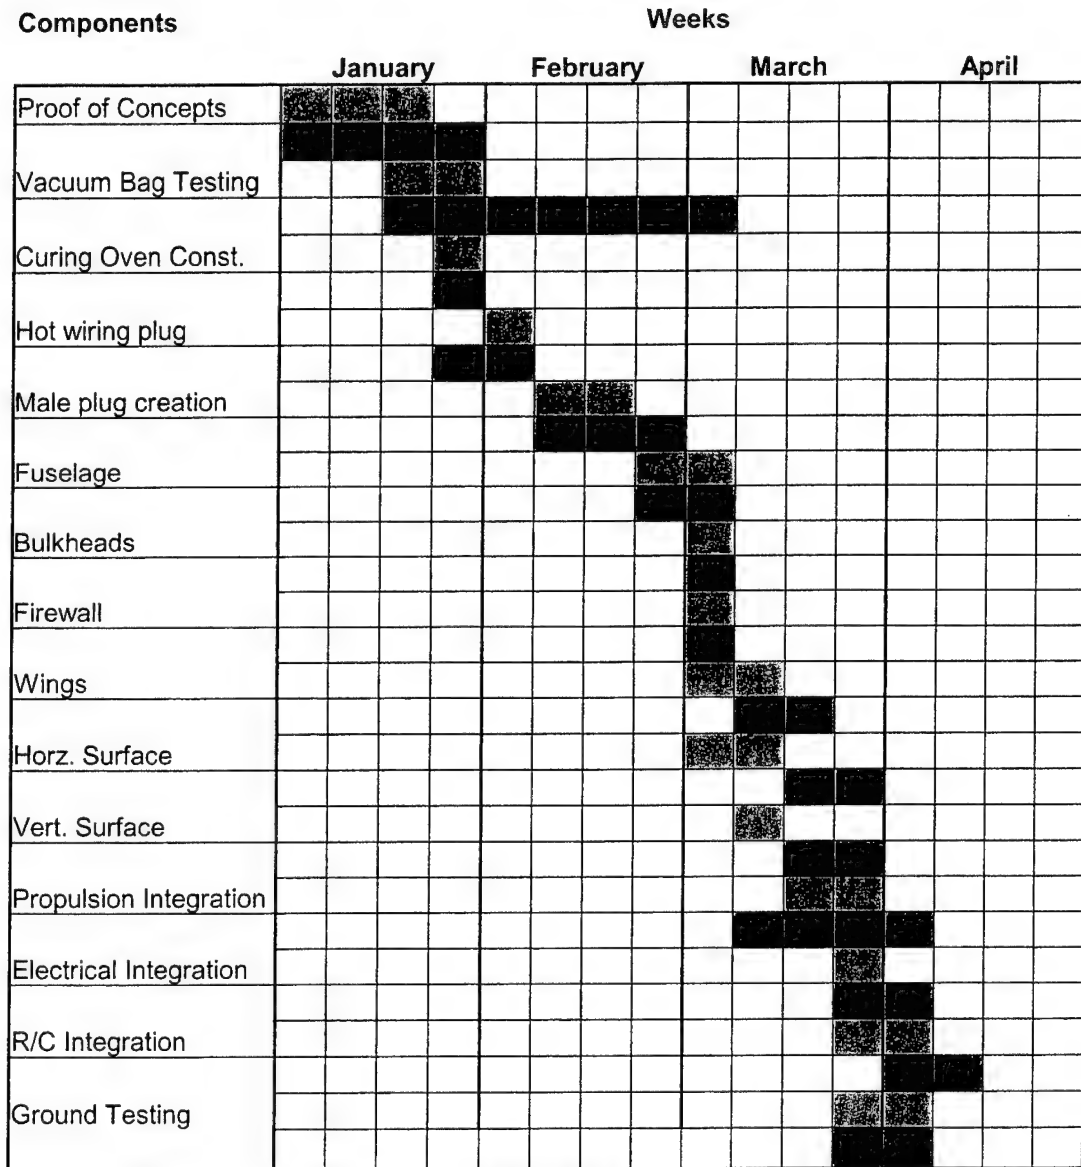 Components
Weeks
January February March April
Proof of Concepts
Vacuum Bag Testing
Curing Oven Const.
Hot wiring plug
Male plug creation
Fuselage
Bulkheads
Firewall
Wings
Horz. Surface
Vert. Surface
Propulsion Integration
Electrical Integration
R/C Integration
Ground Testing